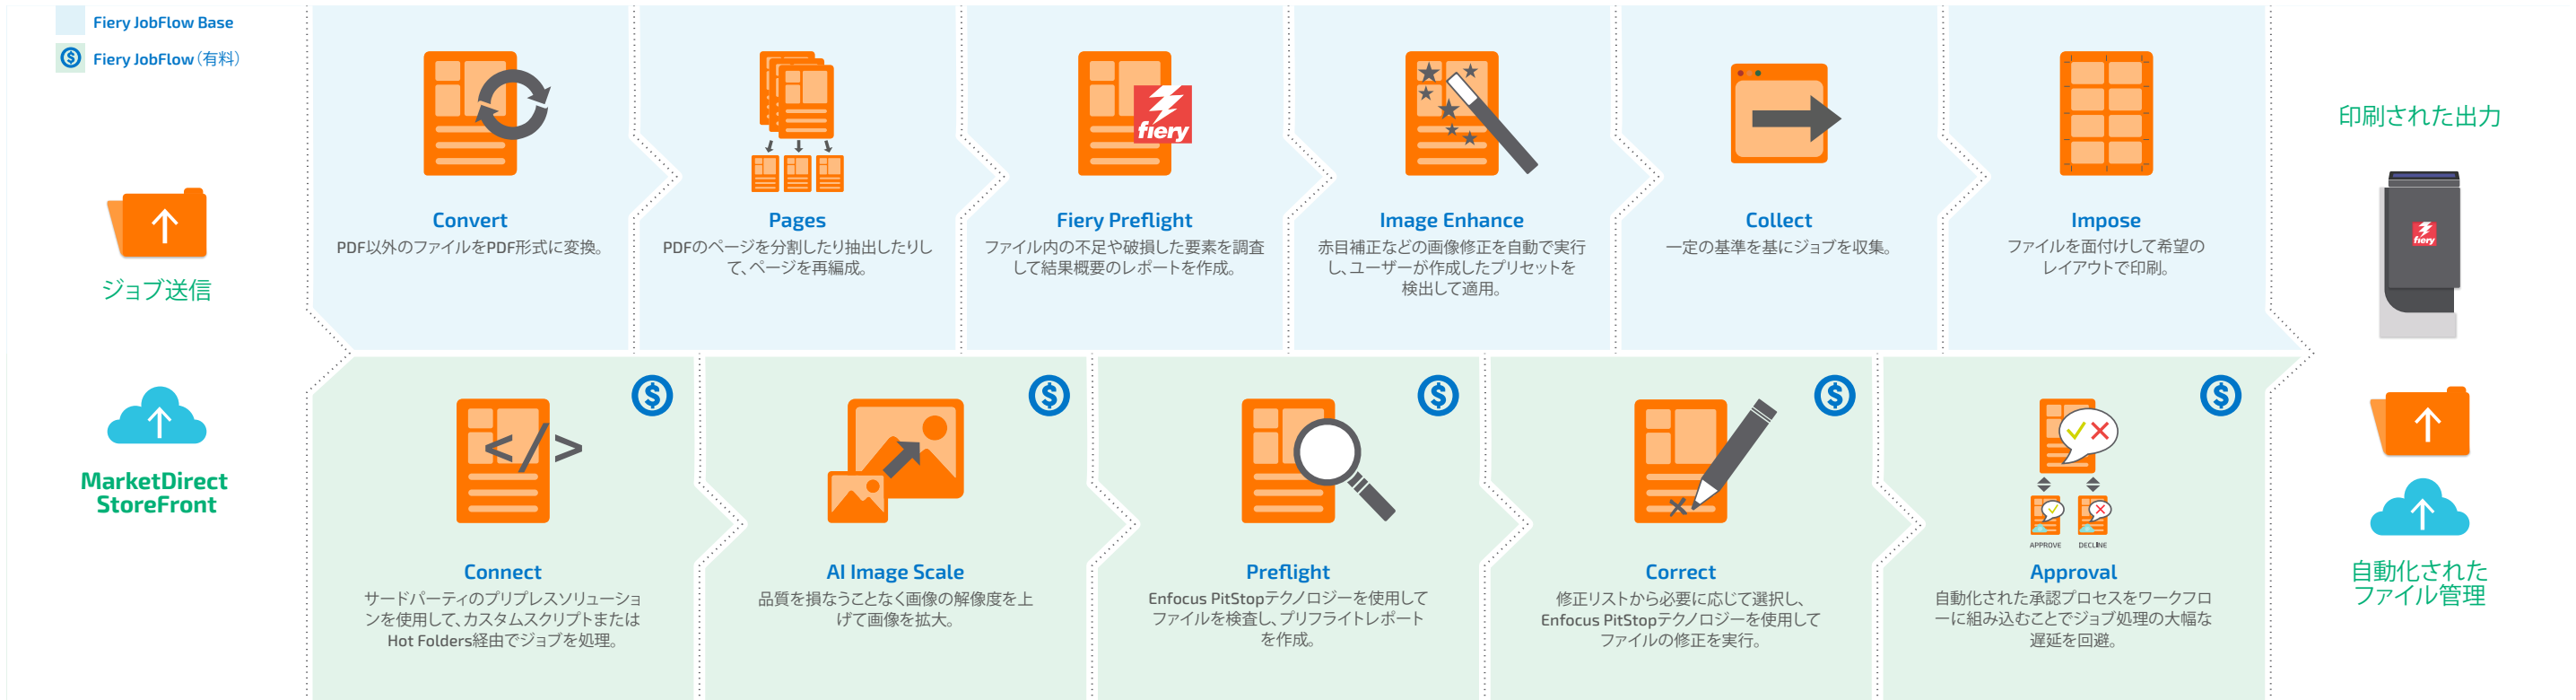 Fiery JobFlow Base
Fiery JobFlow（有料）
ジョブ送信
MarketDirect
StoreFront
fiery
Convert
PDF以外のファイルをPDF形式に変換。
Pages
PDFのページを分割したり抽出したりし
て、ページを再編成。
Fiery Preflight
ファイル内の不足や破損した要素を調査
して結果概要のレポートを作成。
Image Enhance
赤目補正などの画像修正を自動で実行
し、ユーザーが作成したプリセットを
検出して適用。
Collect
一定の基準を基にジョブを収集。
Impose
ファイルを面付けして希望の
レイアウトで印刷。
</>
Connect
サードパーティのプリプレスソリューショ
ンを使用して、カスタムスクリプトまたは
Hot Folders経由でジョブを処理。
AI Image Scale
品質を損なうことなく画像の解像度を上
げて画像を拡大。
Preflight
Enfocus PitStopテクノロジーを使用して
ファイルを検査し、プリフライトレポート
を作成。
Correct
修正リストから必要に応じて選択し、
Enfocus PitStopテクノロジーを使用して
ファイルの修正を実行。
APPROVE
DECLINE
Approval
自動化された承認プロセスをワークフロ
ーに組み込むことでジョブ処理の大幅な
遅延を回避。
印刷された出力
fiery
自動化された
ファイル管理